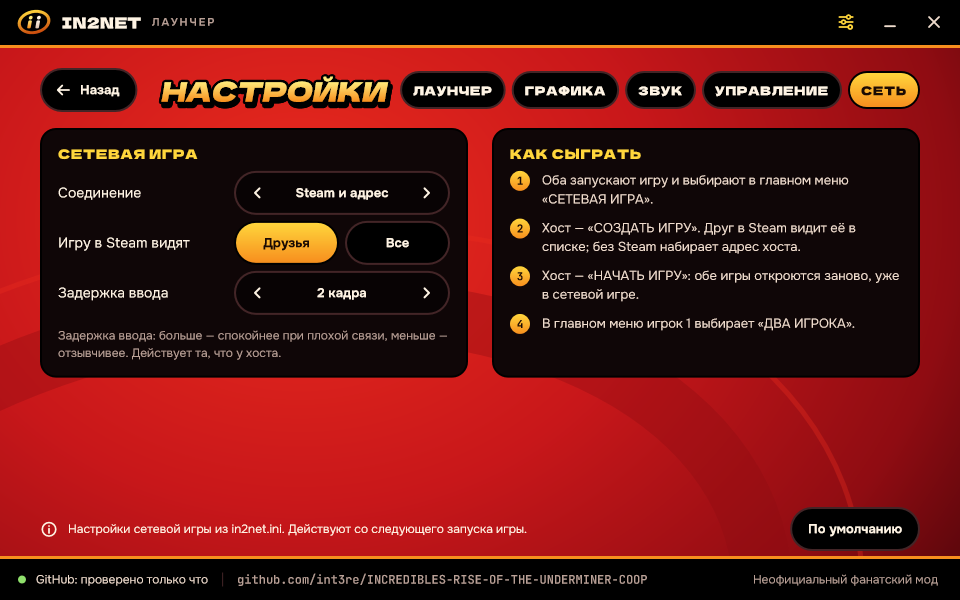 IN2NET ЛАУНЧЕР
Назад
НАСТРОЙКИ
ЛАУНЧЕР
ГРАФИКА
ЗВУК
УПРАВЛЕНИЕ
СЕТЬ
СЕТЕВАЯ ИГРА
Соединение
Steam и адрес
Игру в Steam видят
Друзья
Все
Задержка ввода
2 кадра
Задержка ввода: больше — спокойнее при плохой связи, меньше —
отзывчивее. Действует та, что у хоста.
КАК СЫГРАТЬ
1 Оба запускают игру и выбирают в главном меню
«СЕТЕВАЯ ИГРА».
2 Хост — «СОЗДАТЬ ИГРУ». Друг в Steam видит её в
списке; без Steam набирает адрес хоста.
3 Хост — «НАЧАТЬ ИГРУ»: обе игры откроются заново, уже
в сетевой игре.
4 В главном меню игрок 1 выбирает «ДВА ИГРОКА».
Настройки сетевой игры из in2net.ini. Действуют со следующего запуска игры.
По умолчанию
GitHub: проверено только что
github.com/int3re/INCREDIBLES-RISE-OF-THE-UNDERMINER-COOP
Неофициальный фанатский мод